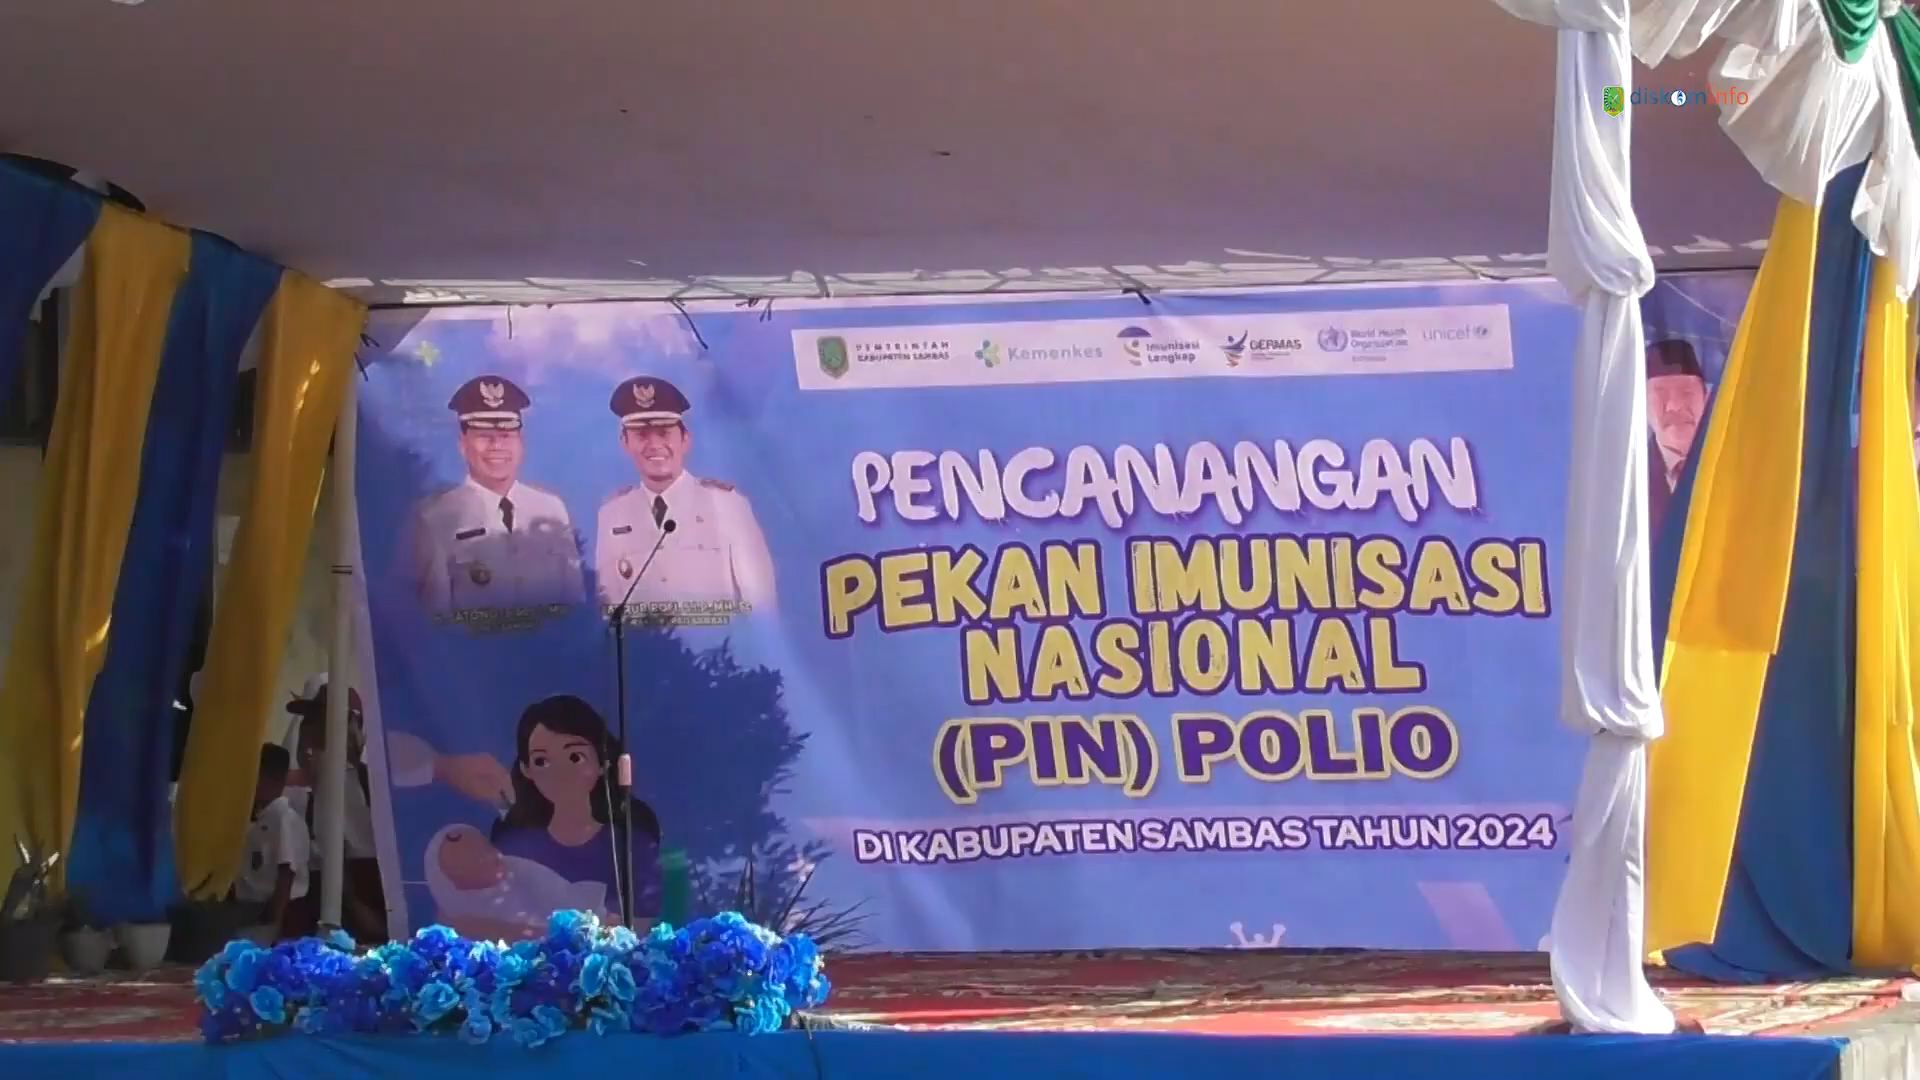 diskominfo
PEMERINTAH
KABUPATEN SAMBAS
Kemenkes
Imunisasi
Lengkap
GERMAS
World Health
Organization
unicef
PENCANANGAN
PEKAN IMUNISASI
NASIONAL
(PIN) POLIO
DI KABUPATEN SAMBAS TAHUN 2024